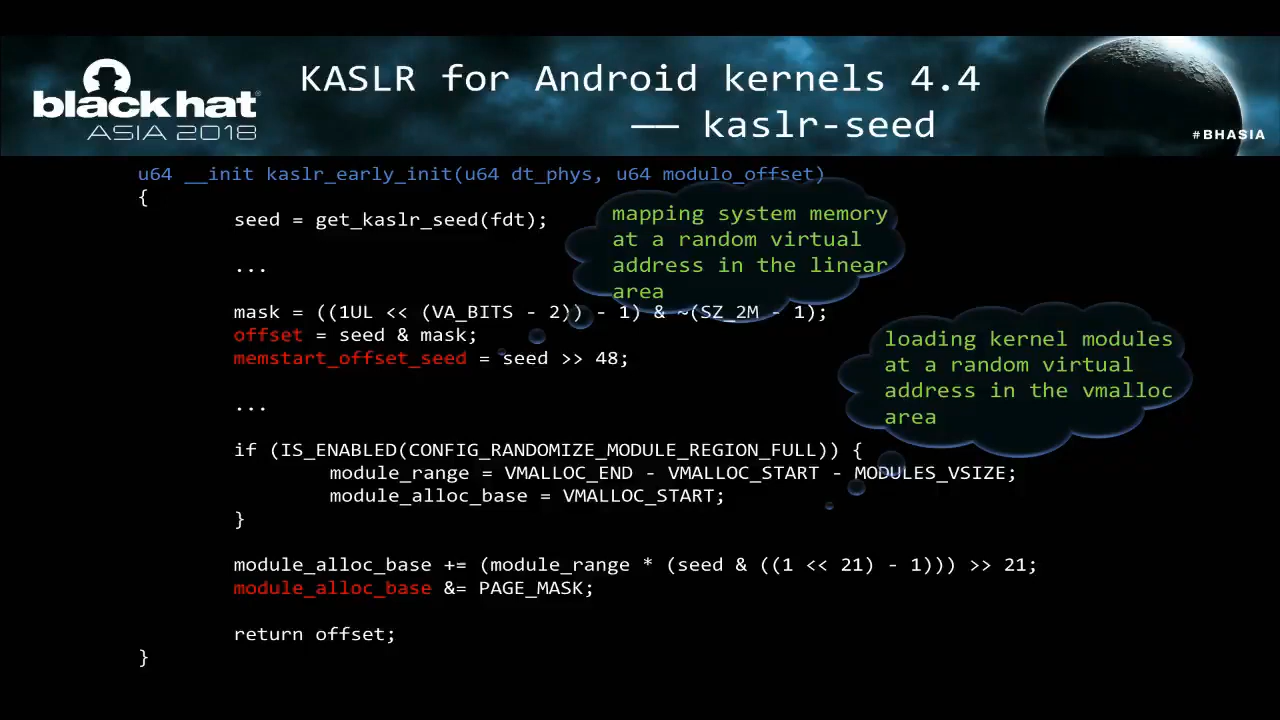 black hat
ASIA 2018
KASLR for Android kernels 4.4
—— kaslr-seed
#BHASIA
u64 __init kaslr_early_init(u64 dt_phys, u64 modulo_offset)
{
seed = get_kaslr_seed(fdt);
mapping system memory
at a random virtual
address in the linear
area
...
mask = ((1UL << (VA_BITS - 2)) - 1) & ~(SZ_2M - 1);
offset = seed & mask;
memstart_offset_seed = seed >> 48;
loading kernel modules
at a random virtual
address in the vmalloc
area
...
if (IS_ENABLED(CONFIG_RANDOMIZE_MODULE_REGION_FULL)) {
module_range = VMALLOC_END - VMALLOC_START - MODULES_VSIZE;
module_alloc_base = VMALLOC_START;
}
module_alloc_base += (module_range * (seed & ((1 << 21) - 1))) >> 21;
module_alloc_base &= PAGE_MASK;
return offset;
}